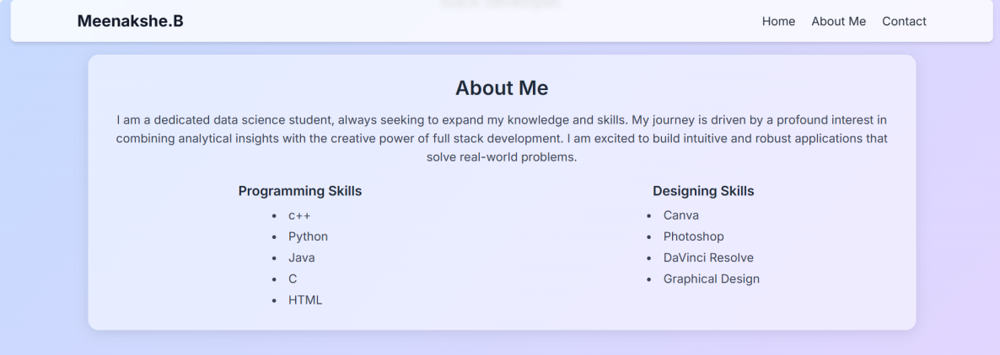 Meenakshe.B
Home About Me Contact
About Me
I am a dedicated data science student, always seeking to expand my knowledge and skills. My journey is driven by a profound interest in
combining analytical insights with the creative power of full stack development. I am excited to build intuitive and robust applications that
solve real-world problems.
Programming Skills
• c++
• Python
• Java
• C
• HTML
Designing Skills
• Canva
• Photoshop
• DaVinci Resolve
• Graphical Design